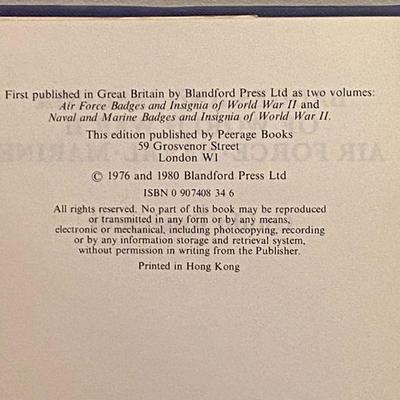 First published in Great Britain by Blandford Press Ltd as two volumes:
Air Force Badges and Insignia of World War II and
Naval and Marine Badges and Insignia of World War II.
This edition published by Peerage Books
59 Grosvenor Street
London W1
© 1976 and 1980 Blandford Press Ltd
ISBN 0 907408 34 6
All rights reserved. No part of this book may be reproduced
or transmitted in any form or by any means,
electronic or mechanical, including photocopying, recording
or by any information storage and retrieval system,
without permission in writing from the Publisher.
Printed in Hong Kong